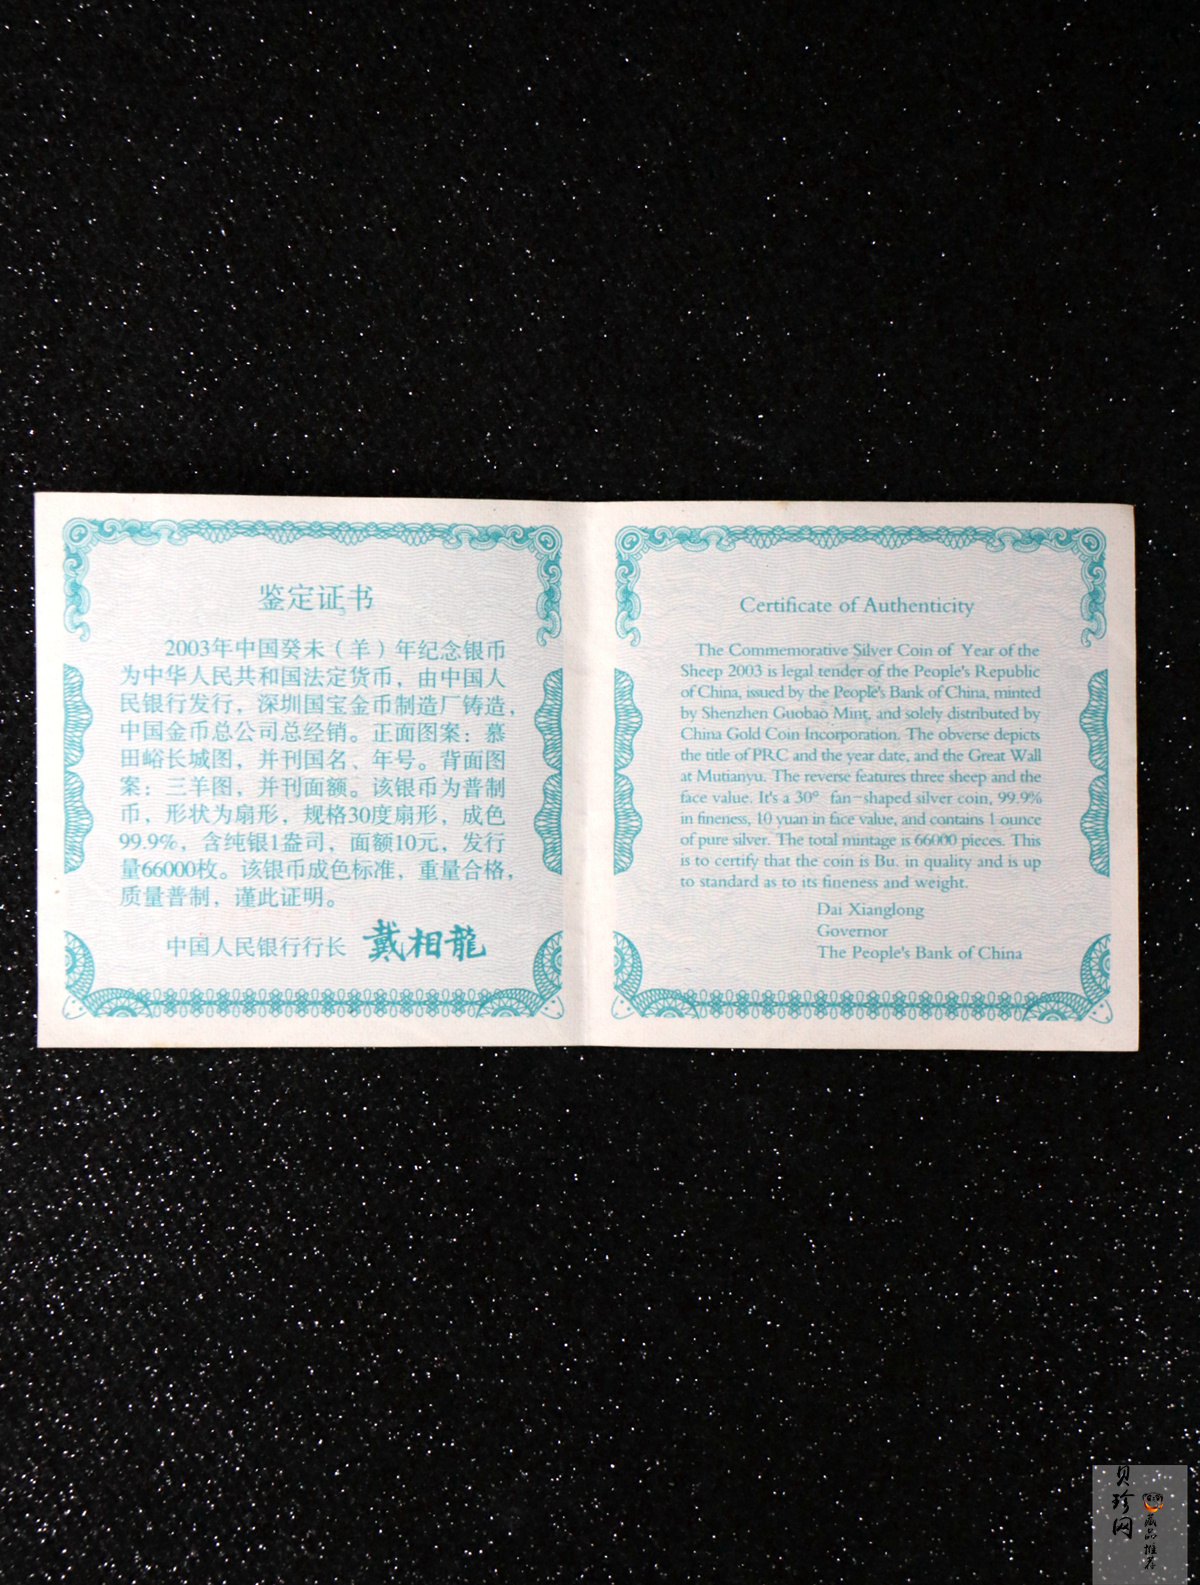 鉴定证书
2003年中国癸未（羊）年纪念银币
为中华人民共和国法定货币，由中国人
民银行发行，深圳国宝金币制造厂铸造，
中国金币总公司总经销。正面图案：慕
田峪长城图，并刊国名、年号。背面图
案：三羊图，并刊面额。该银币为普制
币，形状为扇形，规格30度扇形，成色
99.9%，含纯银1盎司，面额10元，发行
量66000枚。该银币成色标准，重量合格，
质量普制，谨此证明。
中国人民银行行长 戴相龍
Certificate of Authenticity
The Commemorative Silver Coin of Year of the
Sheep 2003 is legal tender of the People's Republic
of China, issued by the People's Bank of China, minted
by Shenzhen Guobao Mint, and solely distributed by
China Gold Coin Incorporation. The obverse depicts
the title of PRC and the year date, and the Great Wall
at Mutianyu. The reverse features three sheep and the
face value. It's a 30° fan-shaped silver coin, 99.9%
in fineness, 10 yuan in face value, and contains 1 ounce
of pure silver. The total mintage is 66000 pieces. This
is to certify that the coin is Bu. in quality and is up
to standard as to its fineness and weight.
Dai Xianglong
Governor
The People's Bank of China
贝珍网
藏品推荐